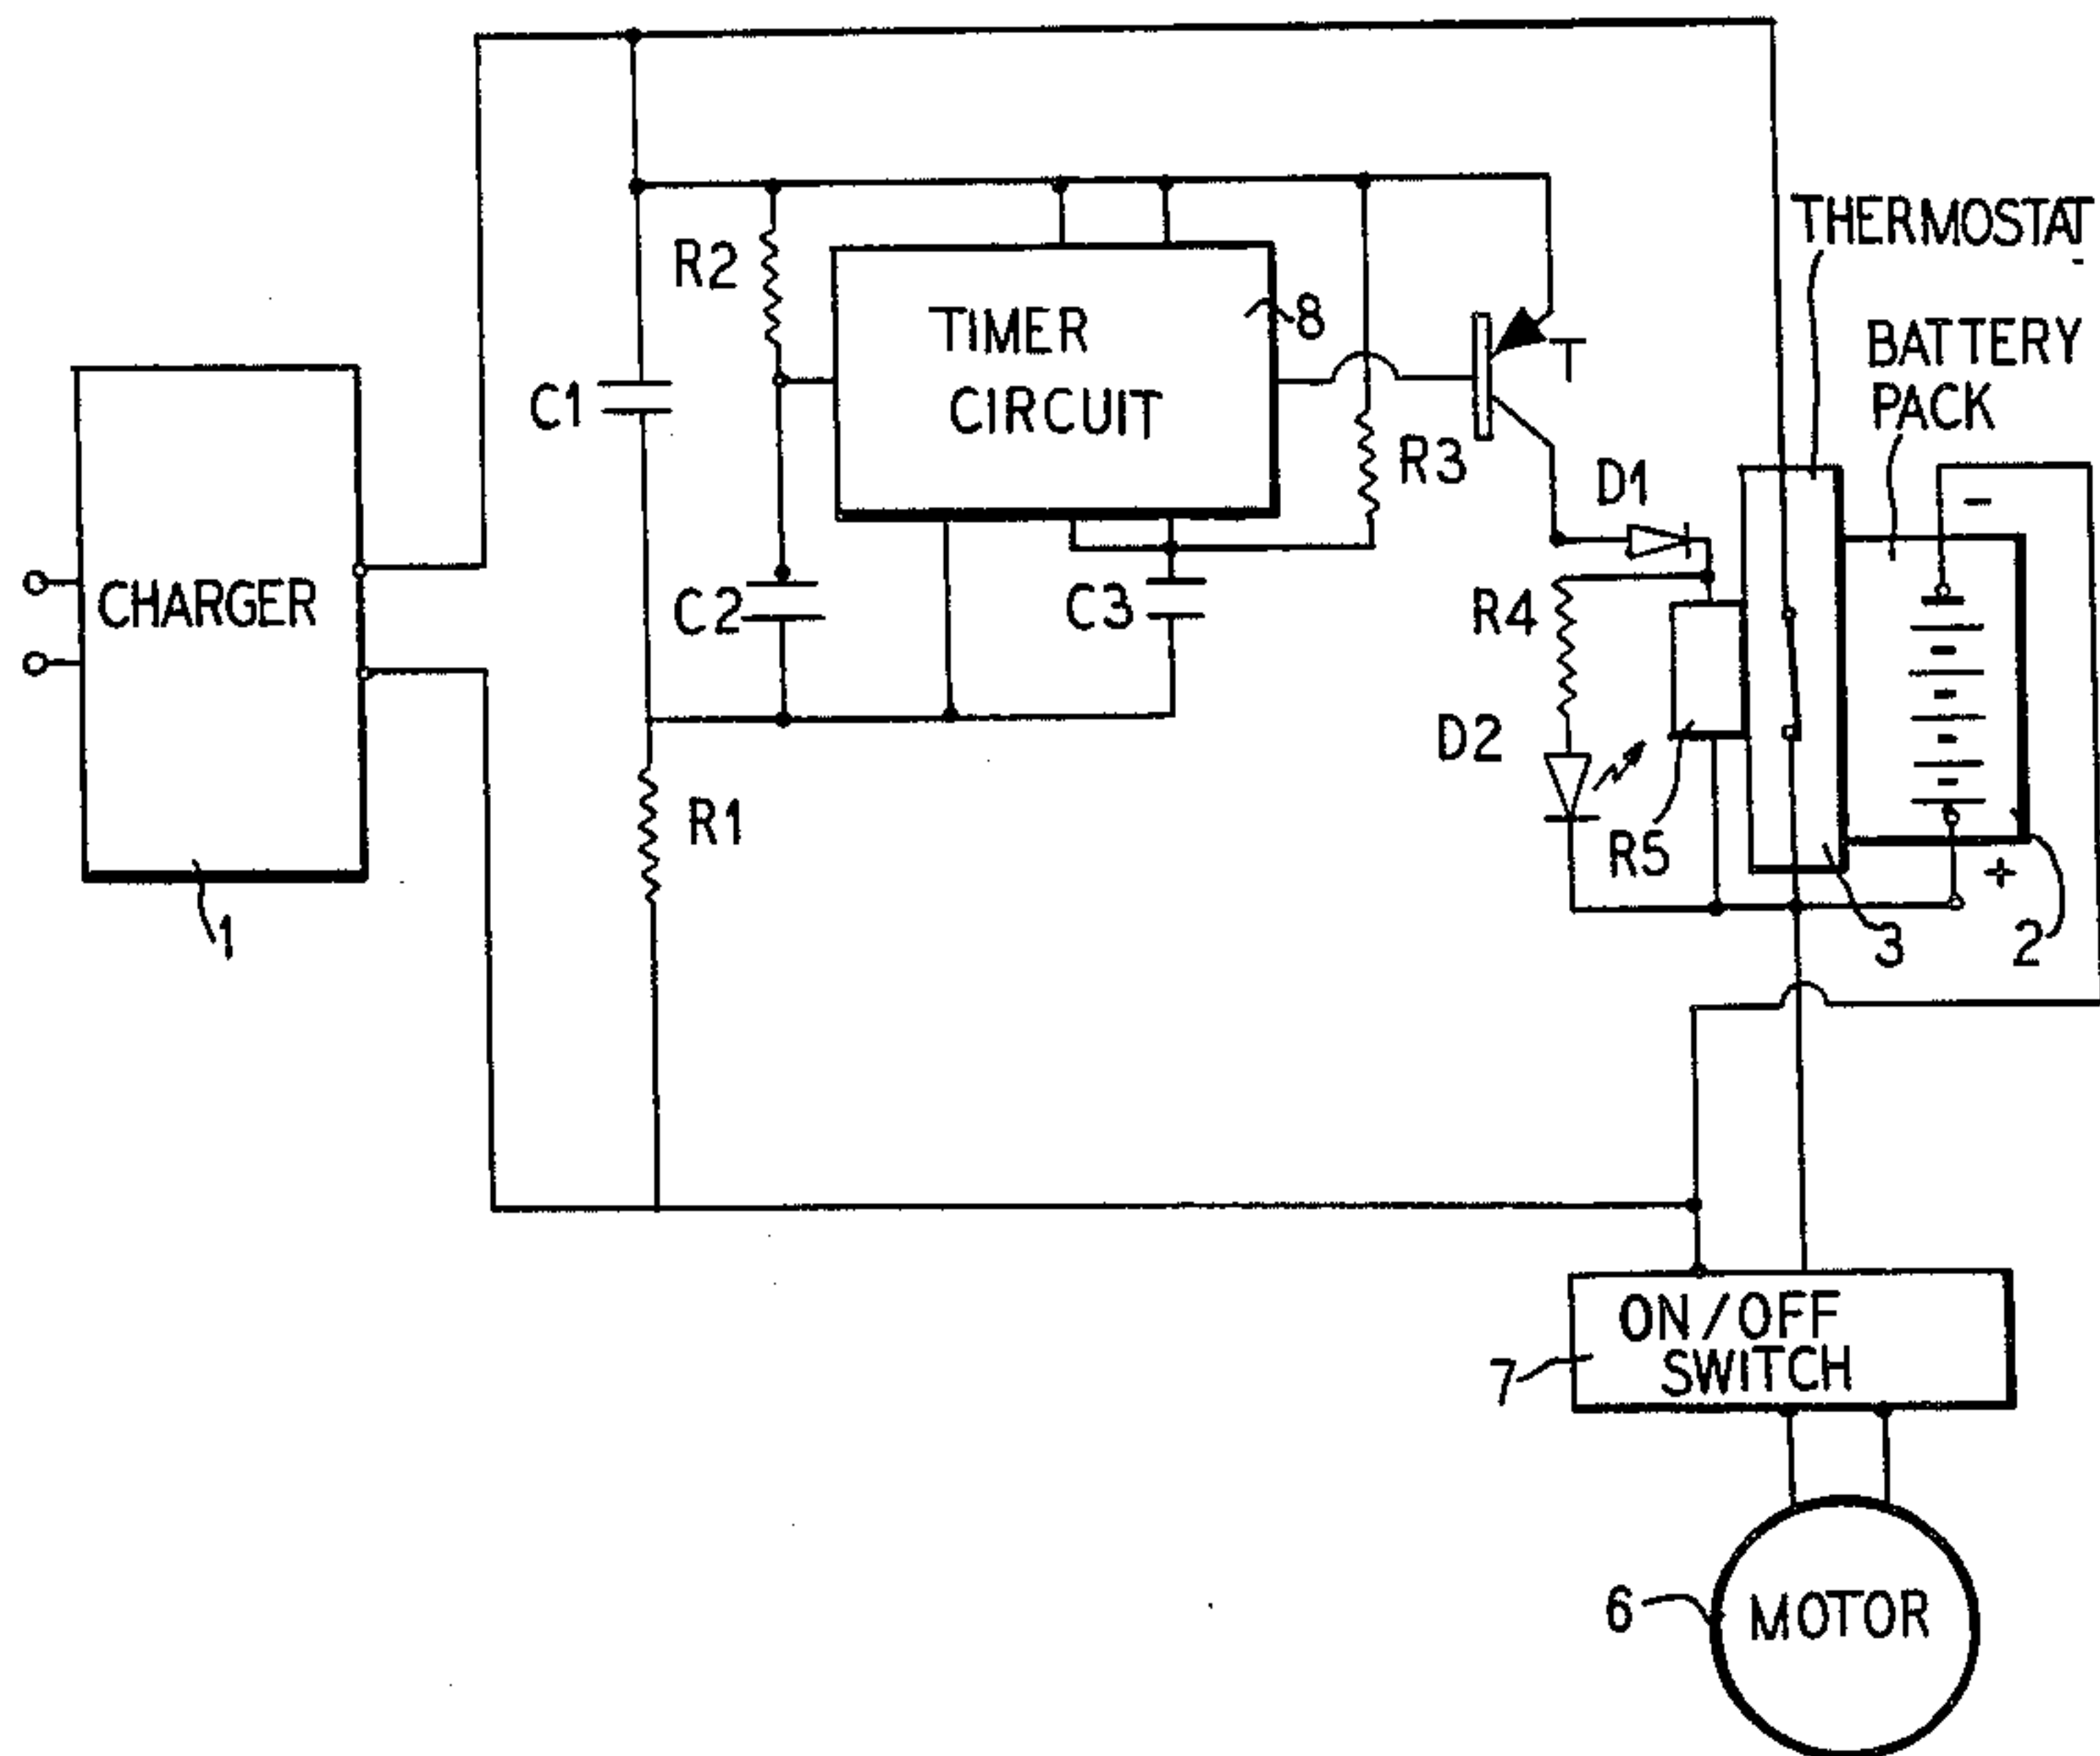 THERMOSTAT
R2
TIMER
CIRCUIT
8
T
BATTERY
PACK
C1
R3
D1
-
CHARGER
C2
C3
R4
D2
R1
R5
+
1
3
2
ON/OFF
SWITCH
7
6
MOTOR